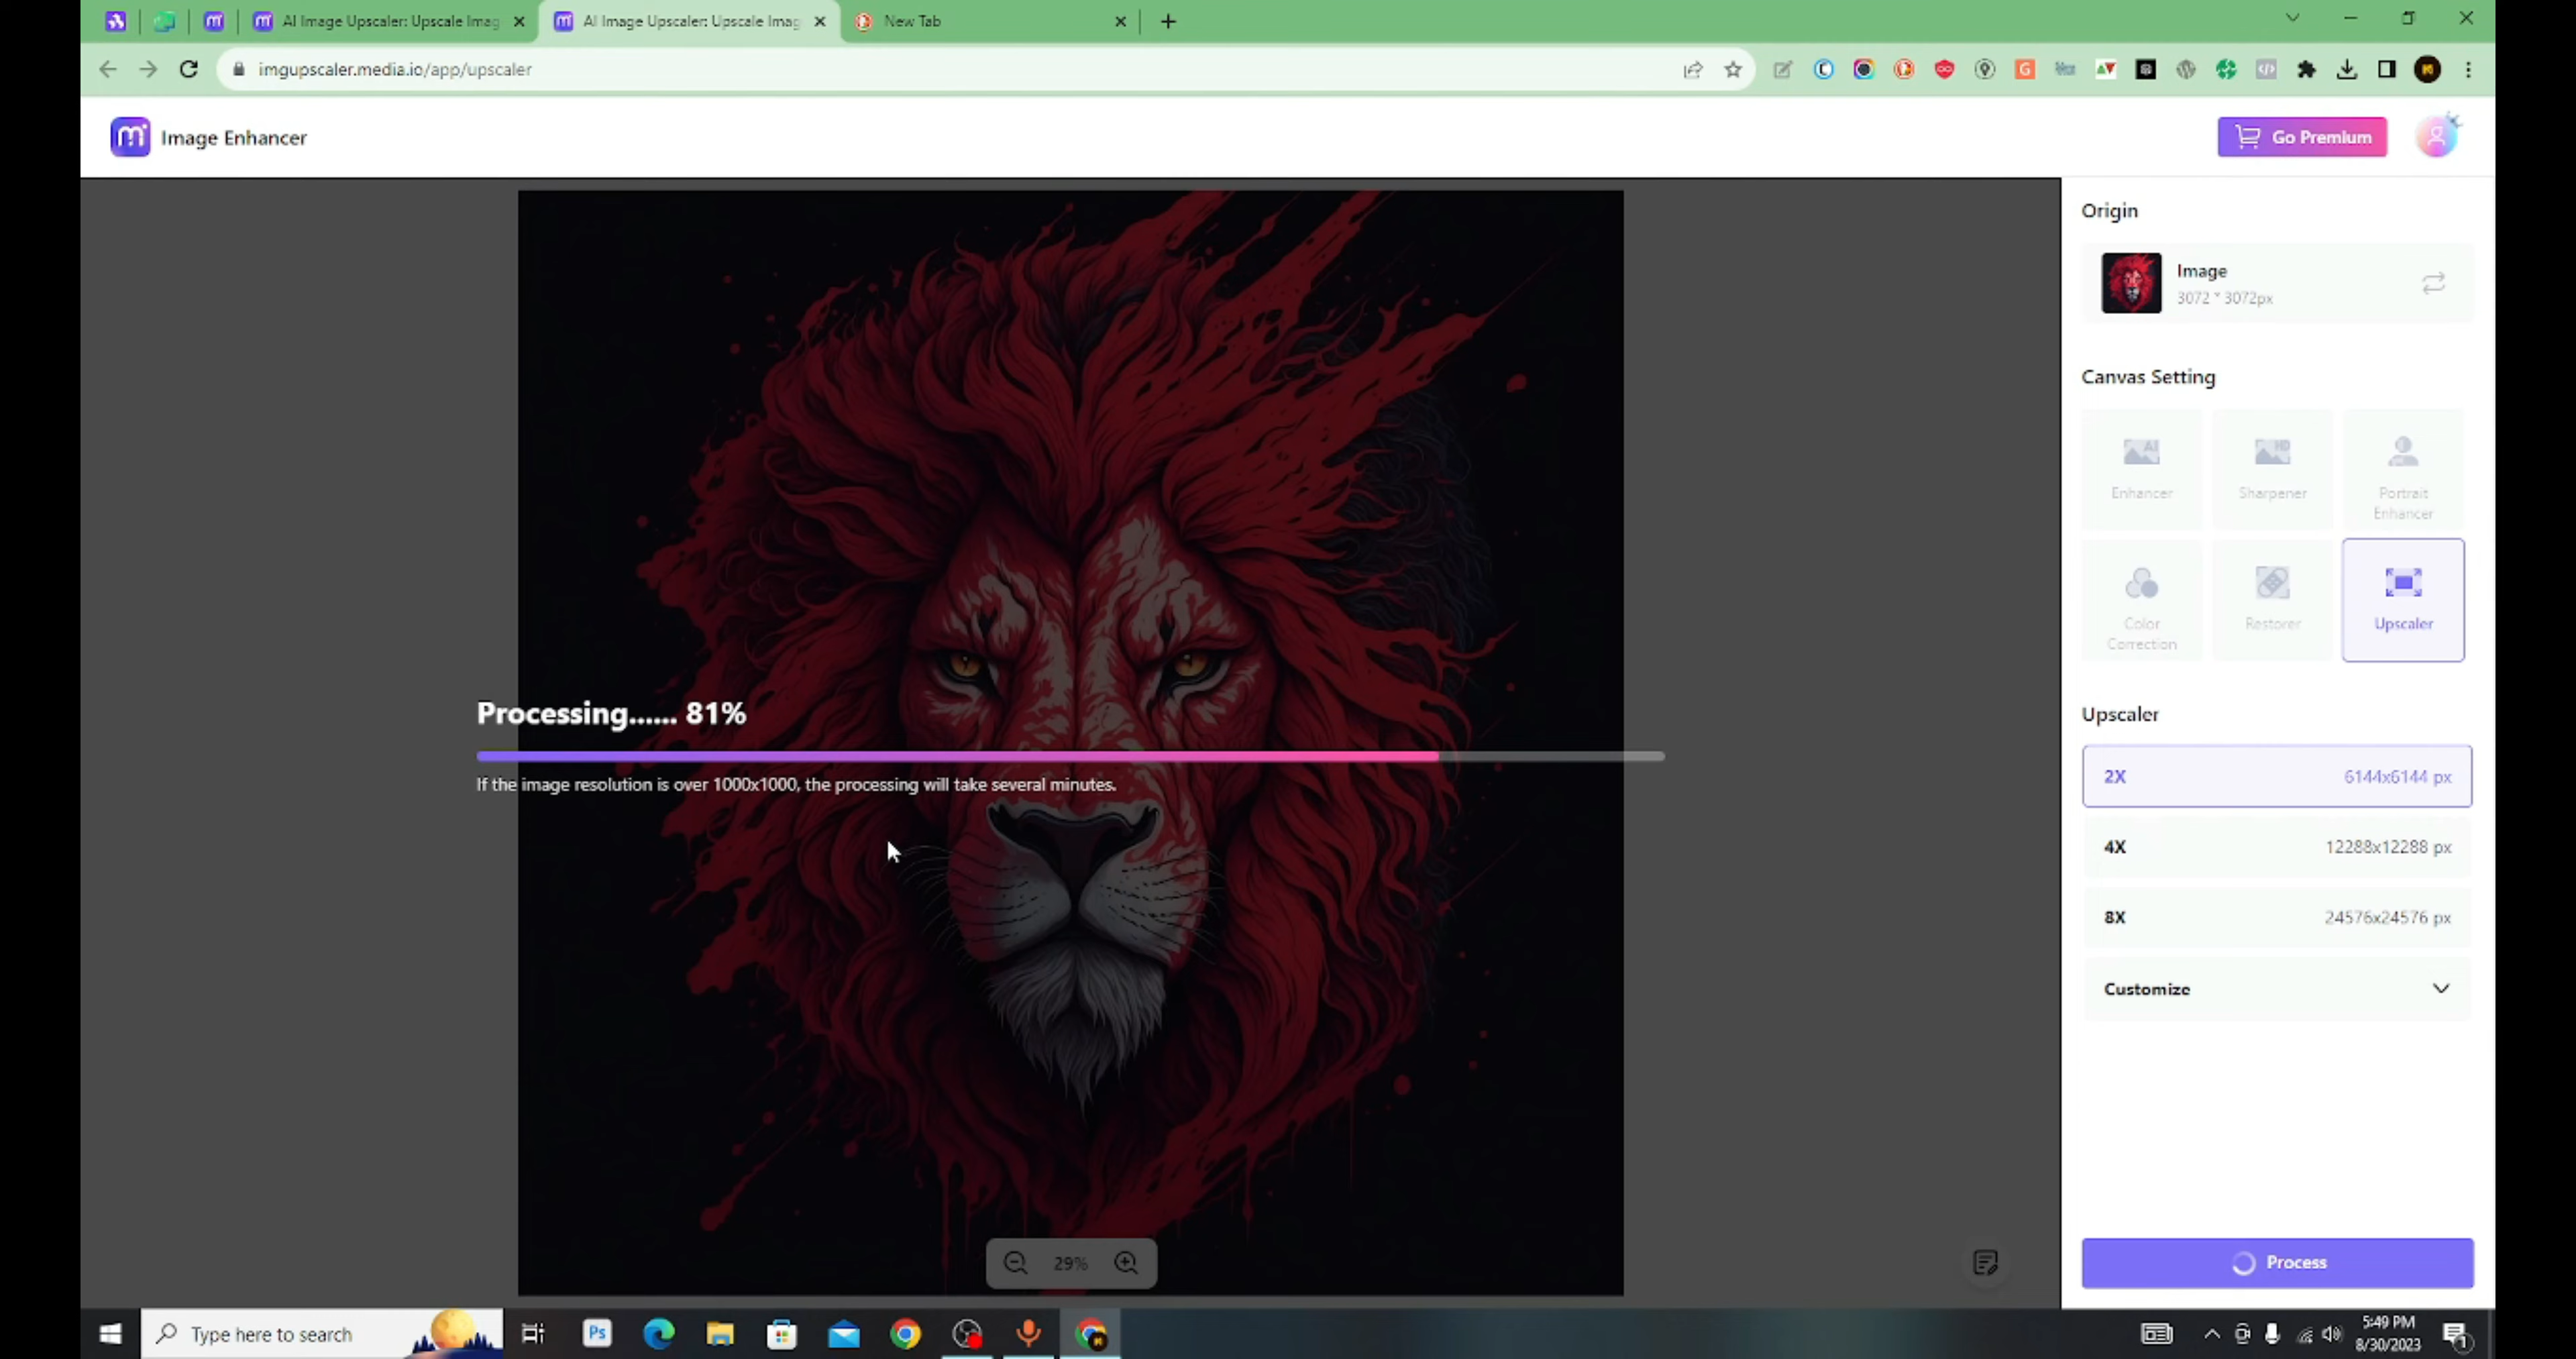 AI Image Upscaler: Upscale Imag
AI Image Upscaler: Upscale Imag
New Tab
imgupscaler.media.io/app/upscaler
Image Enhancer
Go Premium
Origin
Image
3072 * 3072px
Canvas Setting
Enhancer
Sharpener
Portrait
Enhancer
Color
Correction
Restorer
Upscaler
Processing...... 81%
If the image resolution is over 1000x1000, the processing will take several minutes.
Upscaler
2X 6144x6144 px
4X 12288x12288 px
8X 24576x24576 px
Customize
29%
Process
Type here to search
Ps
5:49 PM
8/30/2023
1